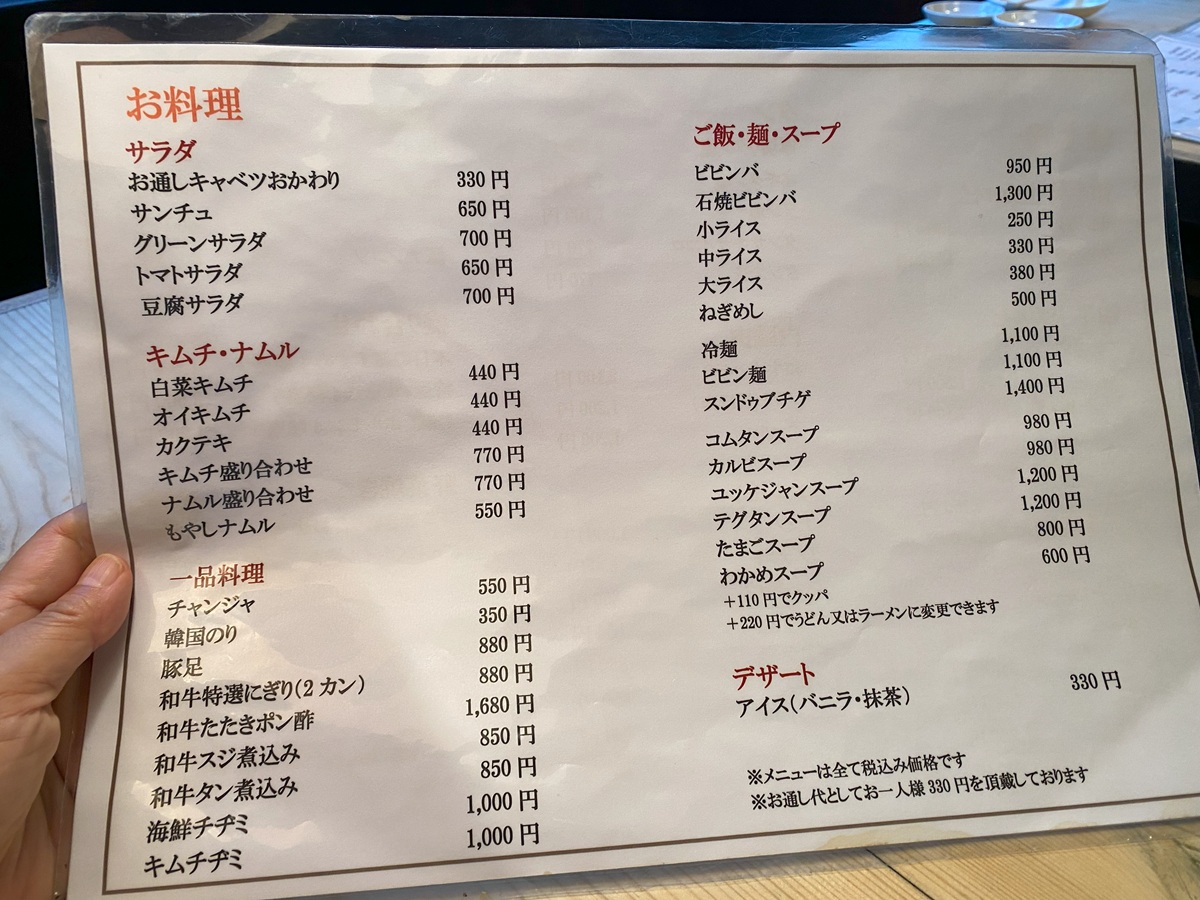 お料理
サラダ
お通しキャベツおかわり 330円
サンチュ 650円
グリーンサラダ 700円
トマトサラダ 650円
豆腐サラダ 700円
キムチ・ナムル
白菜キムチ 440円
オイキムチ 440円
カクテキ 440円
キムチ盛り合わせ 770円
ナムル盛り合わせ 770円
もやしナムル 550円
一品料理
チャンジャ 550円
韓国のり 350円
豚足 880円
和牛特選にぎり(2カン) 880円
和牛たたきポン酢 1,680円
和牛スジ煮込み 850円
和牛タン煮込み 850円
海鮮チヂミ 1,000円
キムチヂミ 1,000円
ご飯・麺・スープ
ビビンバ 950円
石焼ビビンバ 1,300円
小ライス 250円
中ライス 330円
大ライス 380円
ねぎめし 500円
冷麺 1,100円
ビビン麺 1,100円
スンドゥブチゲ 1,400円
コムタンスープ 980円
カルビスープ 980円
ユッケジャンスープ 1,200円
テグタンスープ 1,200円
たまごスープ 800円
わかめスープ 600円
+110円でクッパ
+220円でうどん又はラーメンに変更できます
デザート
アイス(バニラ・抹茶) 330円
※メニューは全て税込み価格です
※お通し代としてお一人様330円を頂戴しております